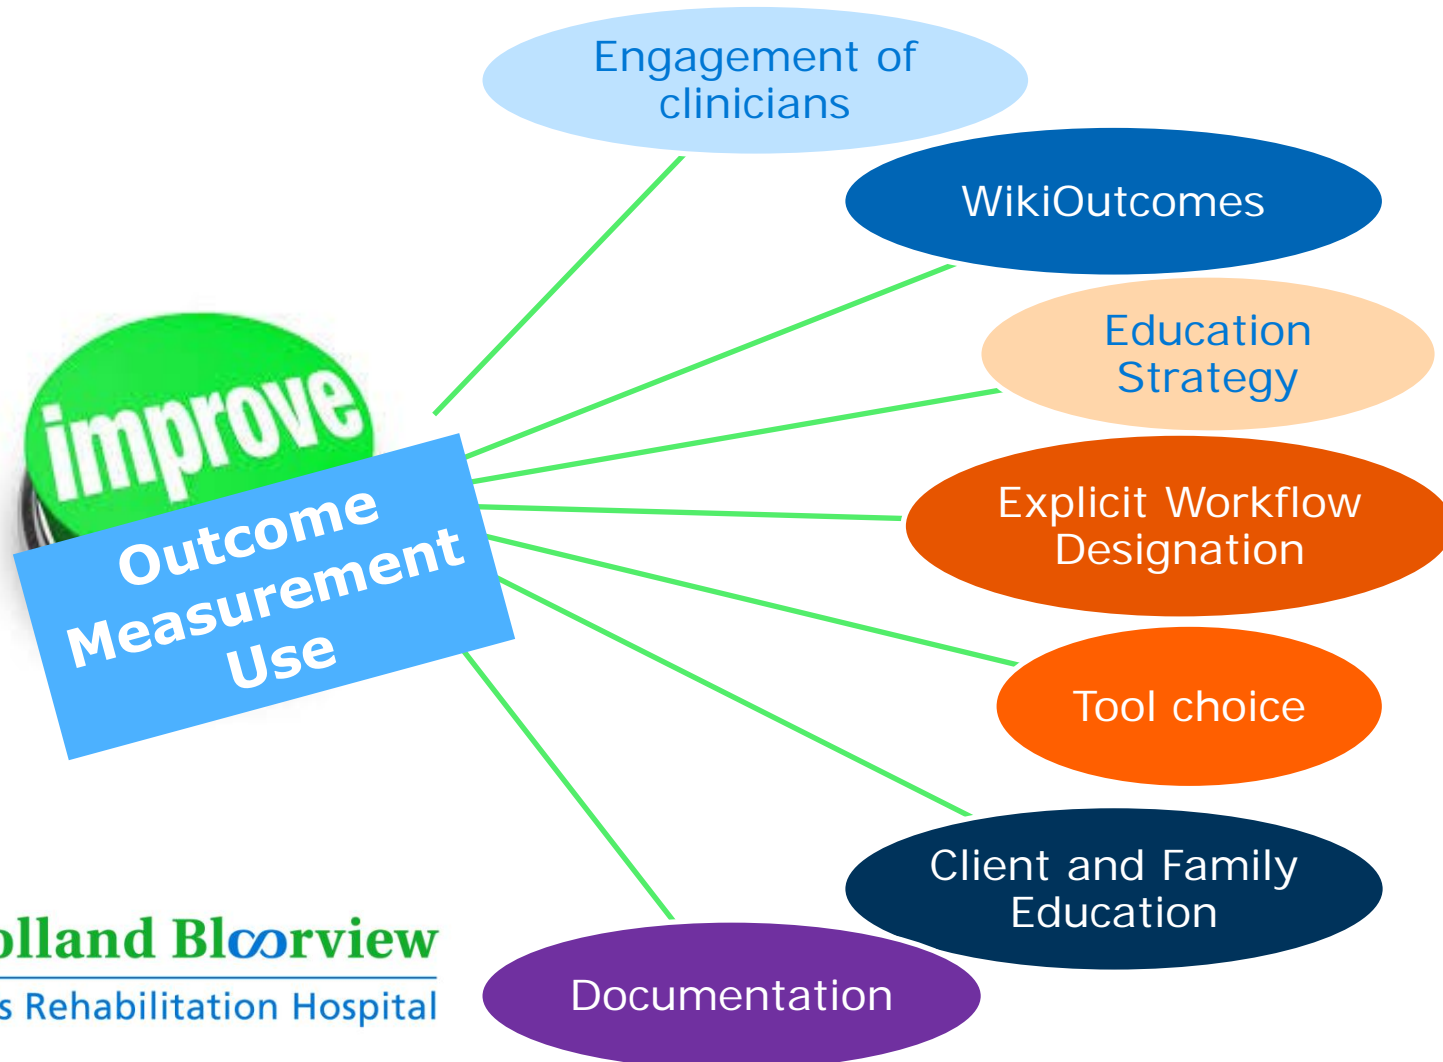 Engagement of
clinicians
WikiOutcomes
Education
Strategy
improve
Outcome
Measurement
Use
Explicit Workflow
Designation
Tool choice
Client and Family
Education
Documentation
olland Bloorview
s Rehabilitation Hospital